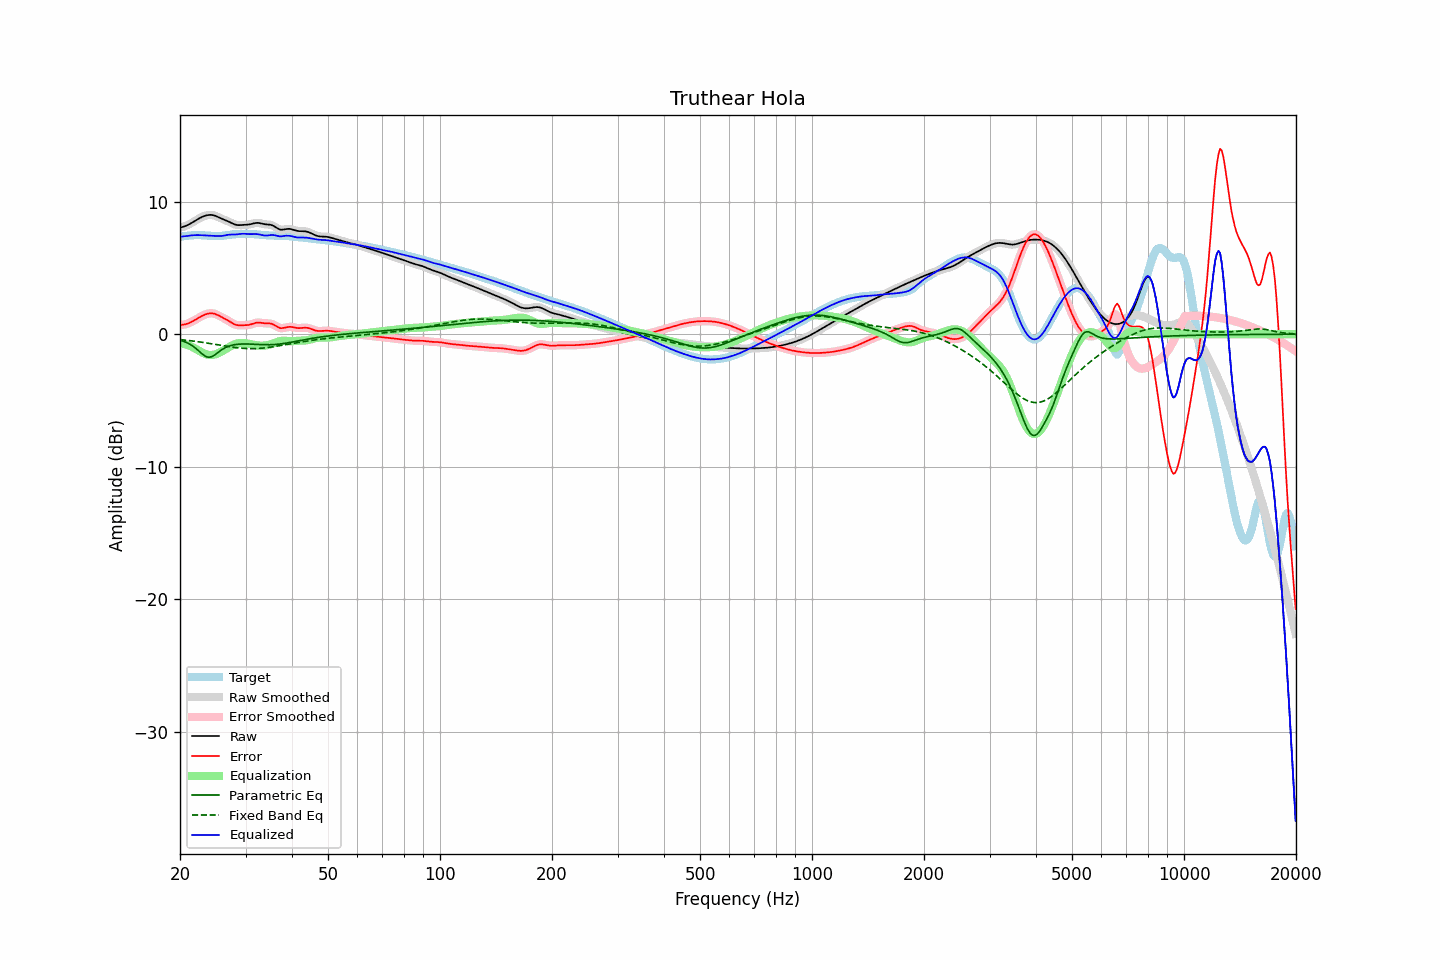 Truthear Hola
Amplitude (dBr)
10
0
−10
−20
−30
Target
Raw Smoothed
Error Smoothed
Raw
Error
Equalization
Parametric Eq
Fixed Band Eq
Equalized
20 50 100 200 500 1000 2000 5000 10000 20000
Frequency (Hz)